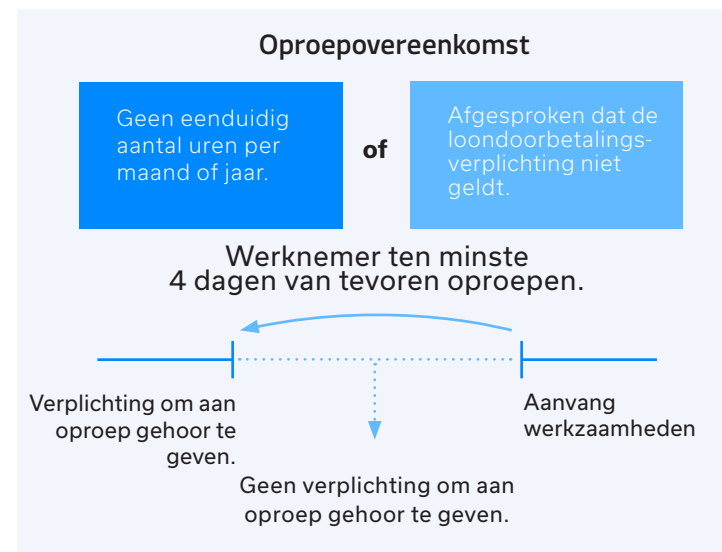 Oproepovereenkomst
Geen eenduidig
aantal uren per
maand of jaar.
of
Afgesproken dat de
loondoorbetalings-
verplichting niet
geldt.
Werknemer ten minste
4 dagen van tevoren oproepen.
Verplichting om aan
oproep gehoor te
geven.
Aanvang
werkzaamheden
Geen verplichting om aan
oproep gehoor te geven.